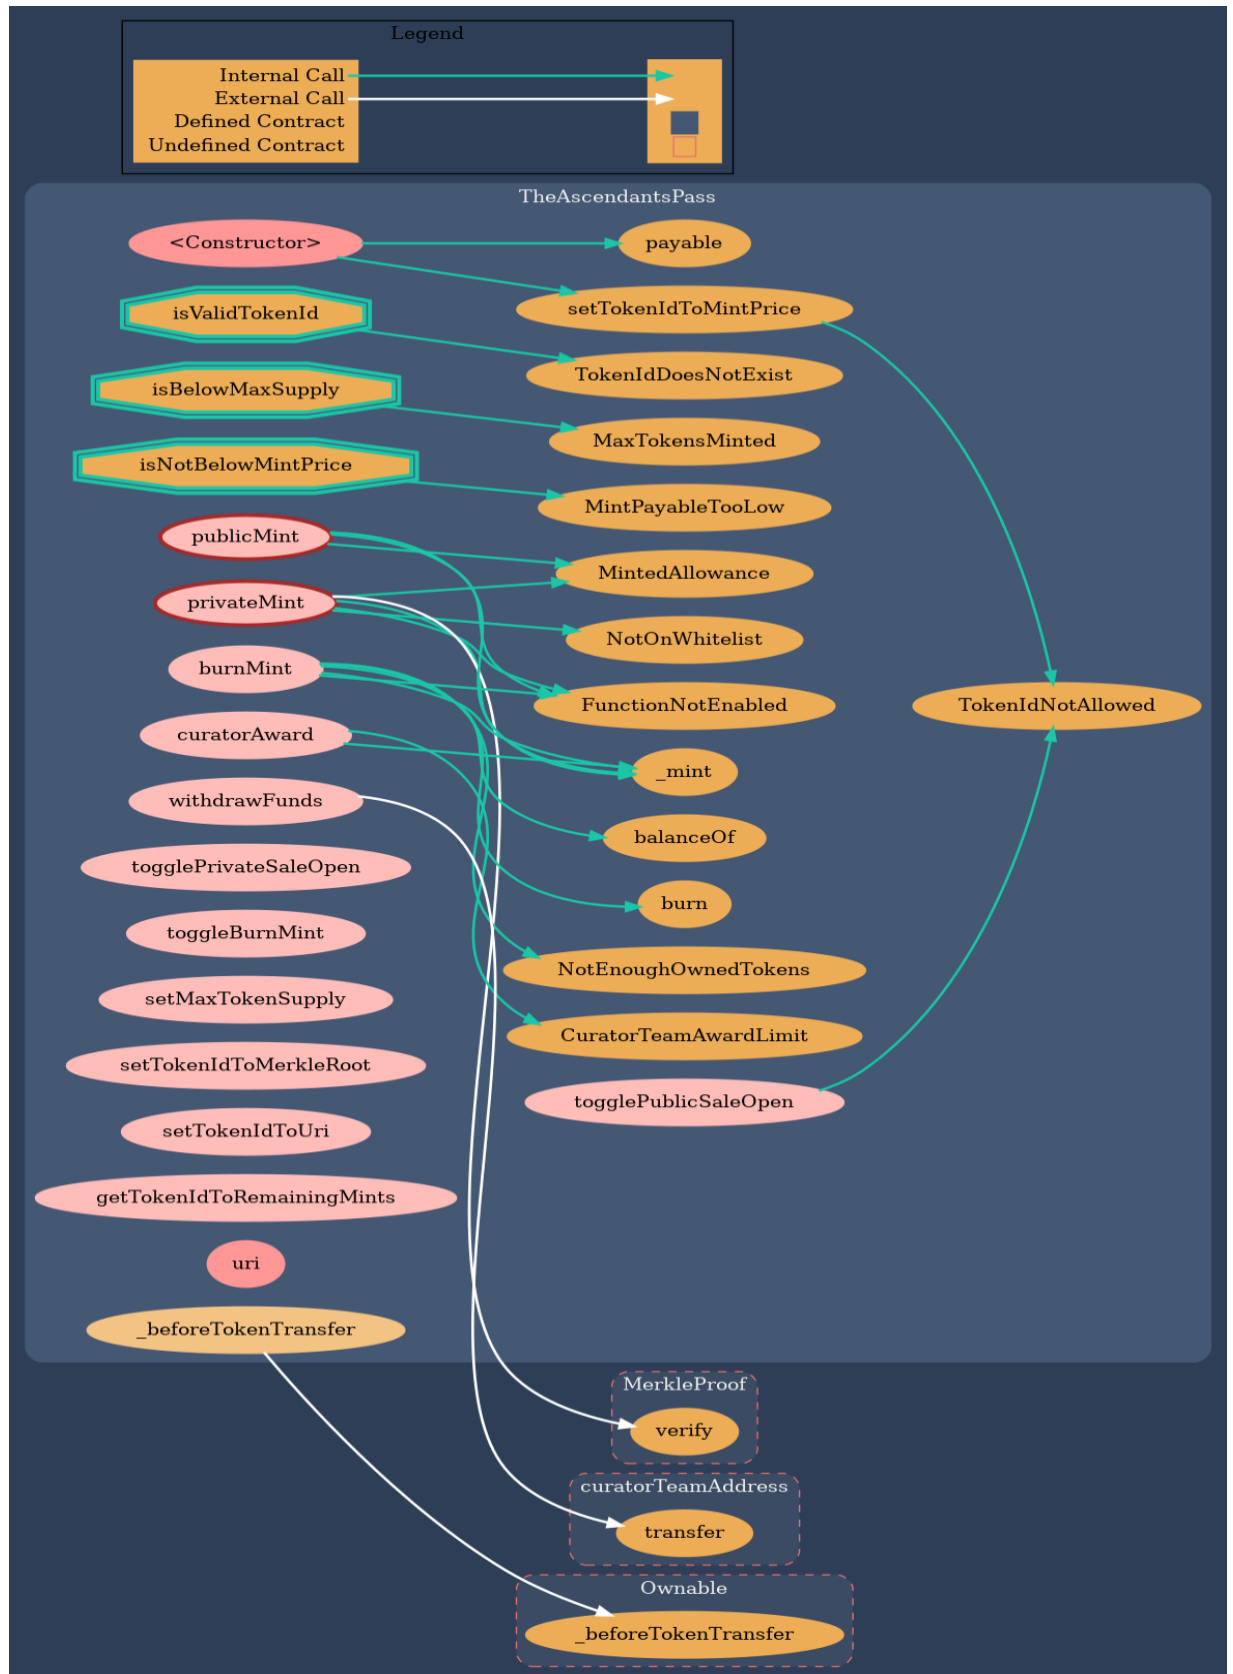 Legend
Internal Call
External Call
Defined Contract
Undefined Contract
TheAscendantsPass
<Constructor>
payable
isValidTokenId
setTokenIdToMintPrice
isBelowMaxSupply
TokenIdDoesNotExist
isNotBelowMintPrice
MaxTokensMinted
publicMint
MintPayableTooLow
privateMint
MintedAllowance
burnMint
NotOnWhitelist
curatorAward
FunctionNotEnabled
TokenIdNotAllowed
withdrawFunds
_mint
togglePrivateSaleOpen
balanceOf
toggleBurnMint
burn
setMaxTokenSupply
NotEnoughOwnedTokens
setTokenIdToMerkleRoot
CuratorTeamAwardLimit
setTokenIdToUri
togglePublicSaleOpen
getTokenIdToRemainingMints
uri
_beforeTokenTransfer
MerkleProof
verify
curatorTeamAddress
transfer
Ownable
_beforeTokenTransfer